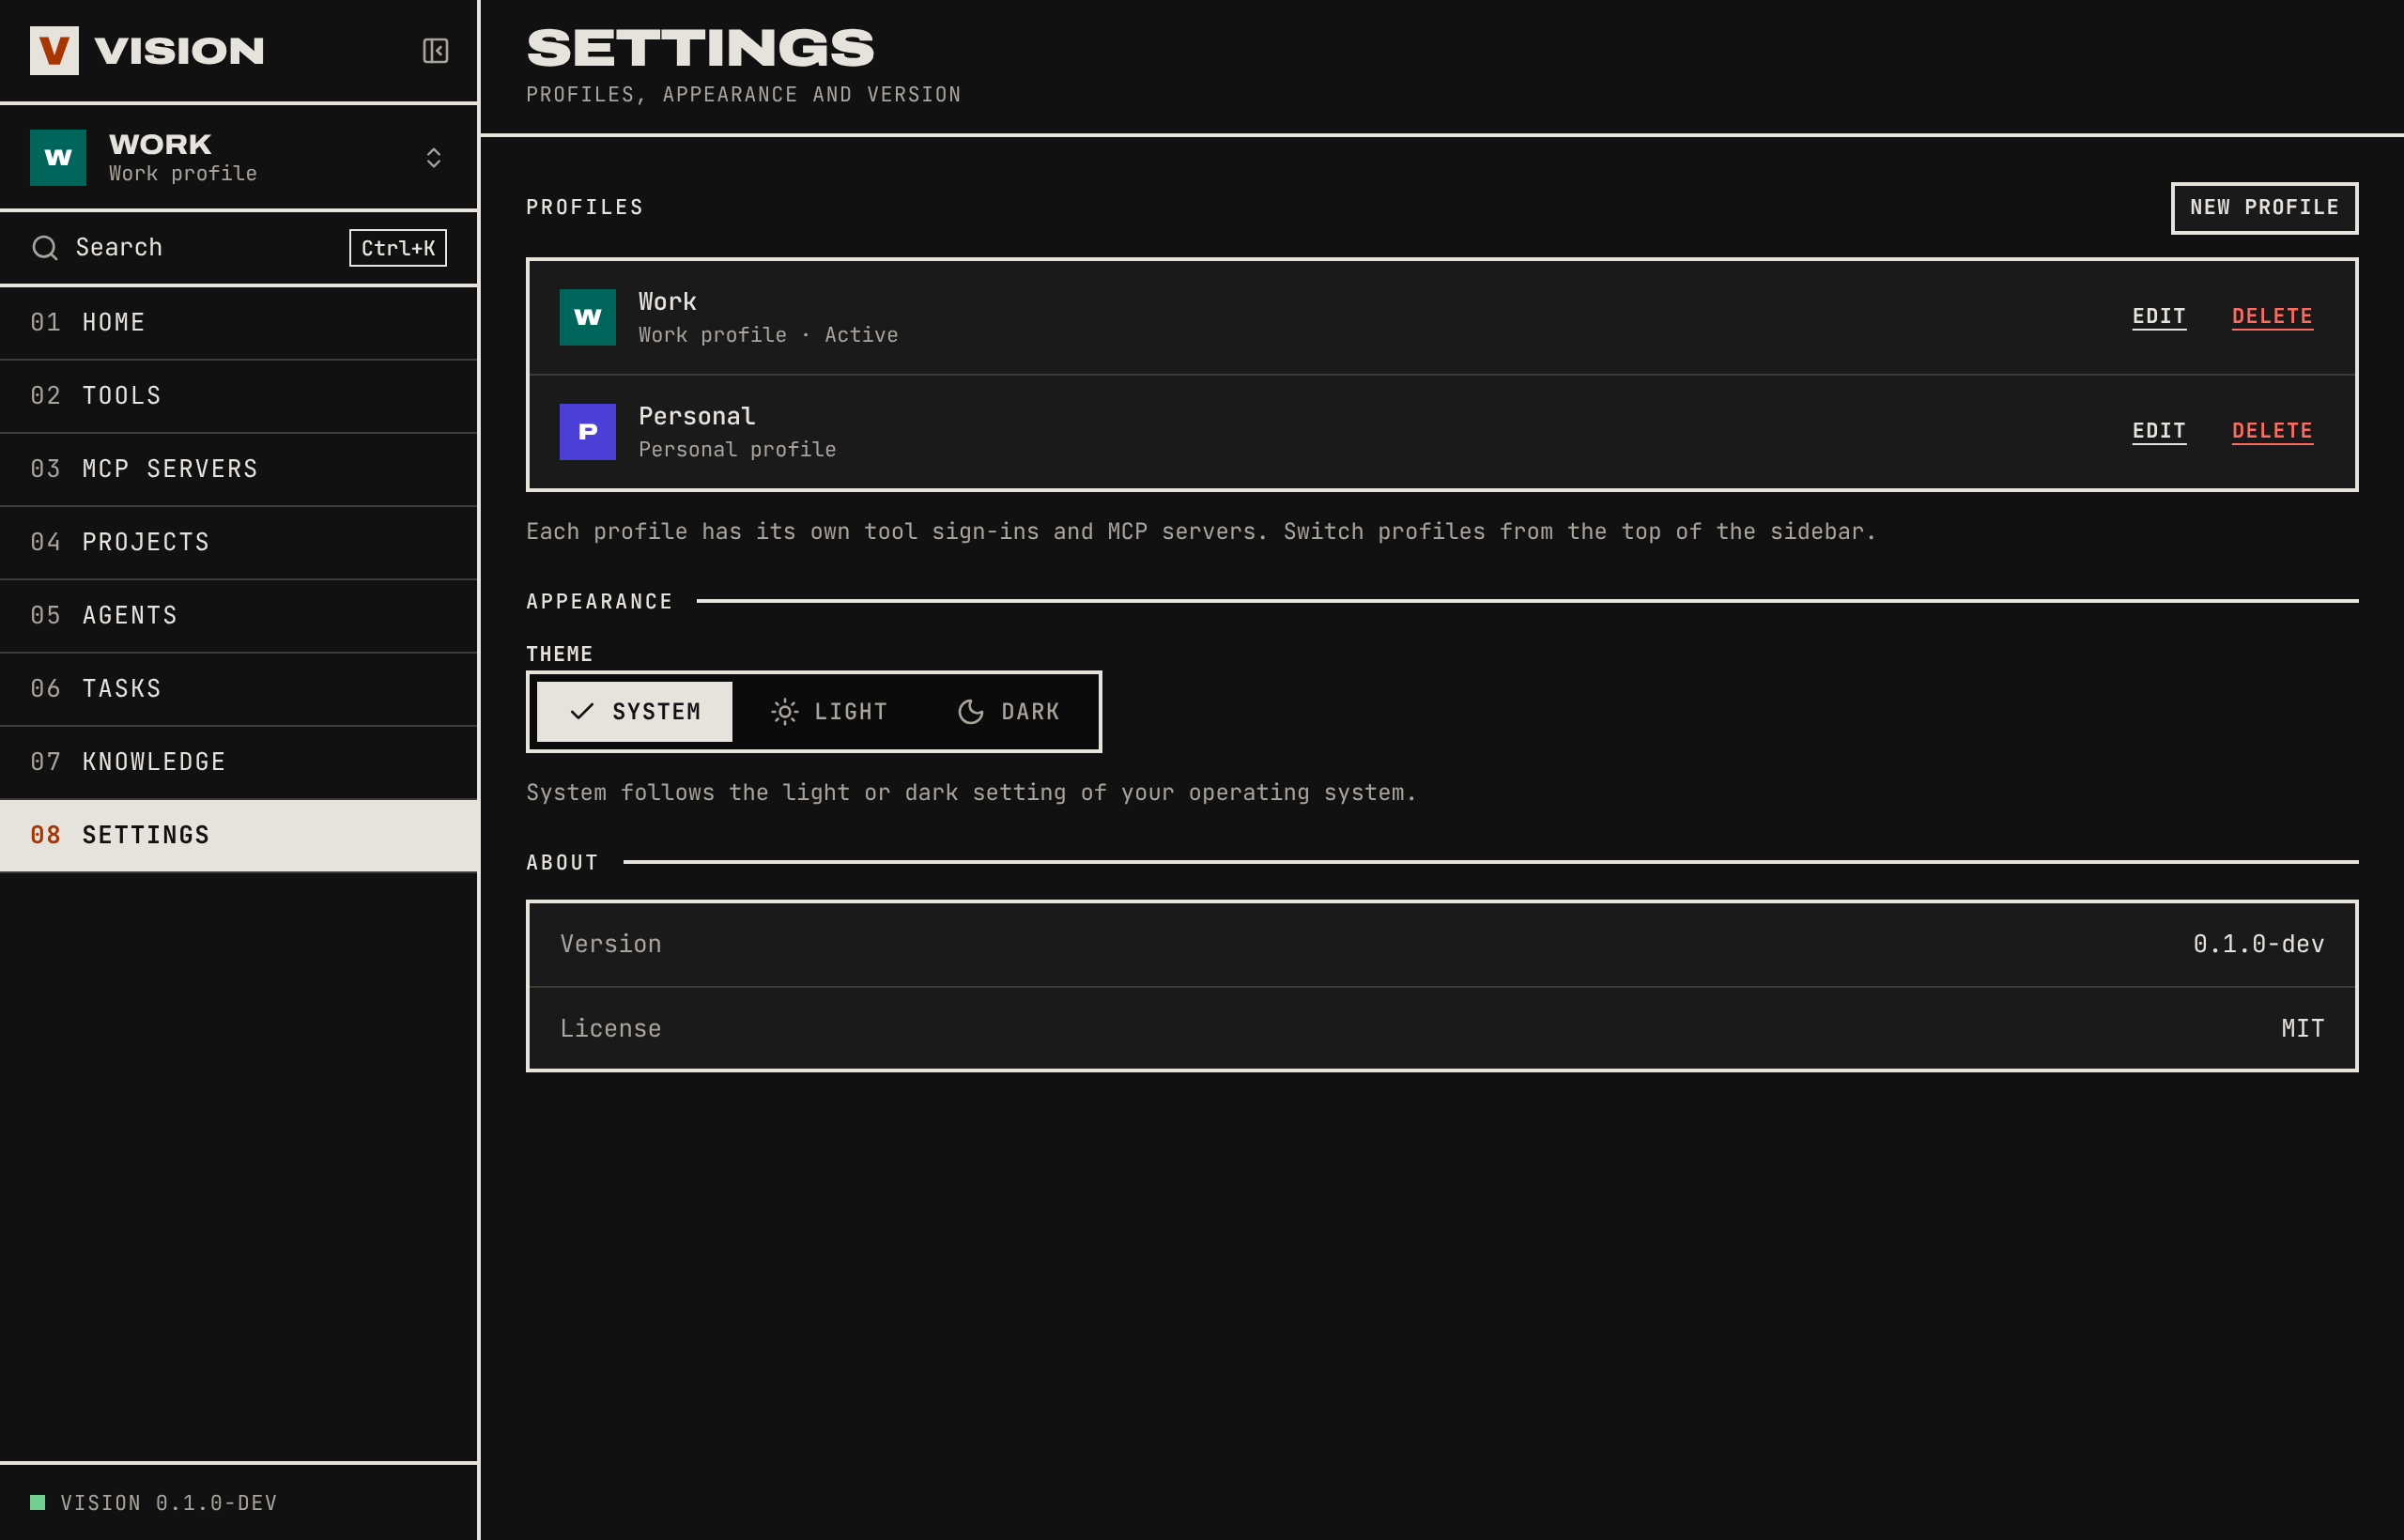 V VISION
W WORK
Work profile
Search Ctrl+K
01 HOME
02 TOOLS
03 MCP SERVERS
04 PROJECTS
05 AGENTS
06 TASKS
07 KNOWLEDGE
08 SETTINGS
VISION 0.1.0-DEV
SETTINGS
PROFILES, APPEARANCE AND VERSION
PROFILES NEW PROFILE
W Work
Work profile · Active
EDIT DELETE
P Personal
Personal profile
EDIT DELETE
Each profile has its own tool sign-ins and MCP servers. Switch profiles from the top of the sidebar.
APPEARANCE
THEME
SYSTEM LIGHT DARK
System follows the light or dark setting of your operating system.
ABOUT
Version 0.1.0-dev
License MIT